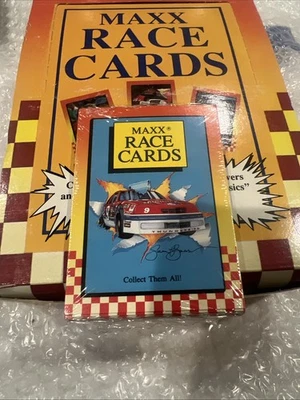 MAXX
RACE
CARDS
MAXX®
RACE
CARDS
9
Collect Them All!